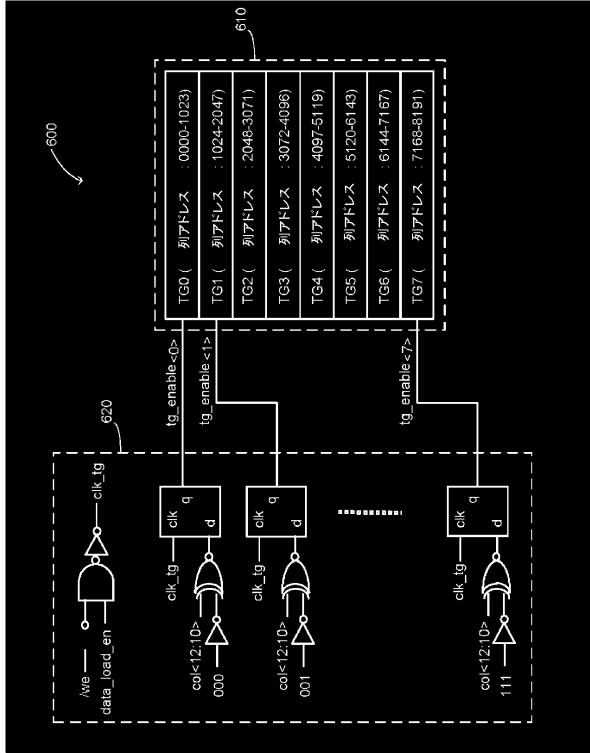 600
620
610
/we
data_load_en
clk_tg
col<12:10>
000
clk_tg
clk
d
q
tg_enable<0>
col<12:10>
001
clk_tg
clk
d
q
tg_enable<1>
col<12:10>
111
clk_tg
clk
d
q
tg_enable<7>
TG0 ( 列アドレス : 0000-1023)
TG1 ( 列アドレス : 1024-2047)
TG2 ( 列アドレス : 2048-3071)
TG3 ( 列アドレス : 3072-4096)
TG4 ( 列アドレス : 4097-5119)
TG5 ( 列アドレス : 5120-6143)
TG6 ( 列アドレス : 6144-7167)
TG7 ( 列アドレス : 7168-8191)